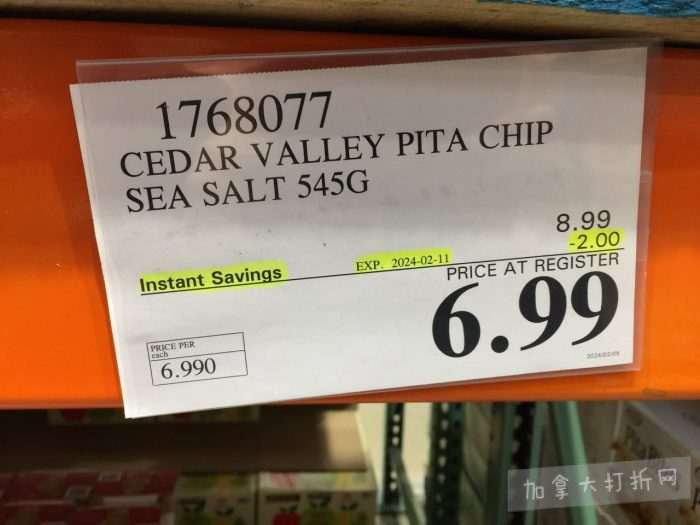 1768077
CEDAR VALLEY PITA CHIP
SEA SALT 545G
8.99
-2.00
Instant Savings
EXP. 2024-02-11
PRICE AT REGISTER
6.99
PRICE PER
each
6.990
加拿大打折网